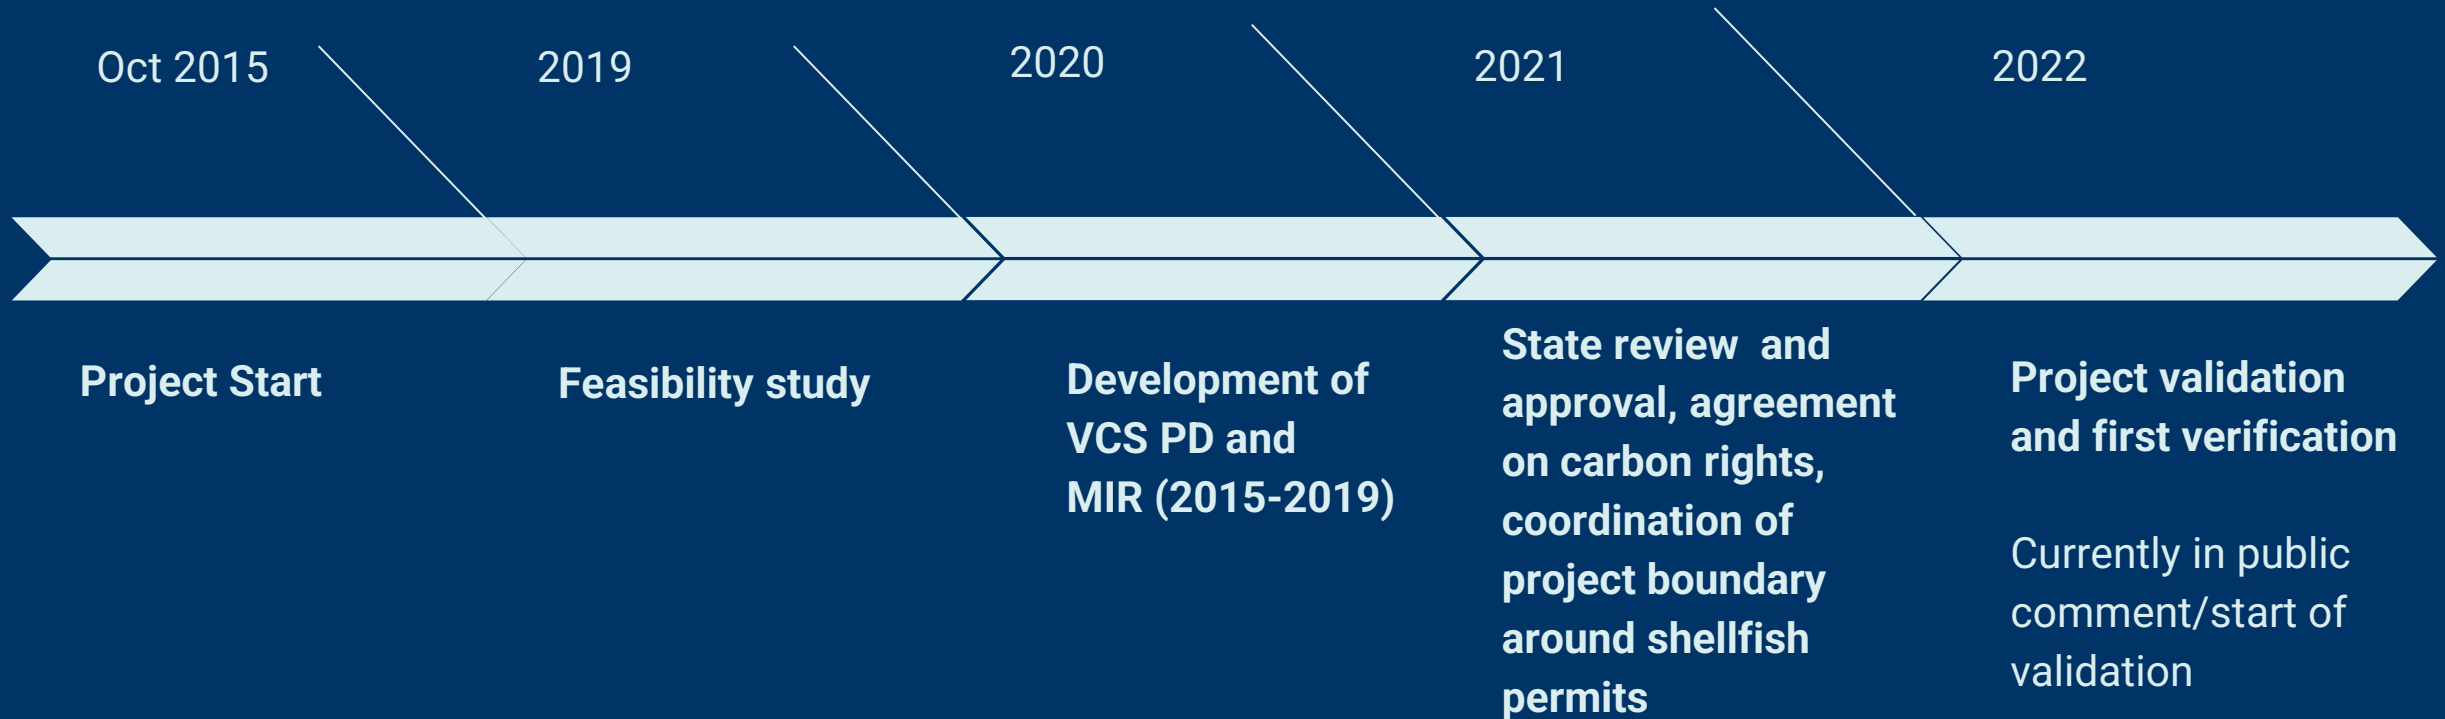 Oct 2015
2019
2020
2021
2022
Project Start
Feasibility study
Development of
VCS PD and
MIR (2015-2019)
State review  and
approval, agreement
on carbon rights,
coordination of
project boundary
around shellfish
permits
Project validation
and first verification
Currently in public
comment/start of
validation